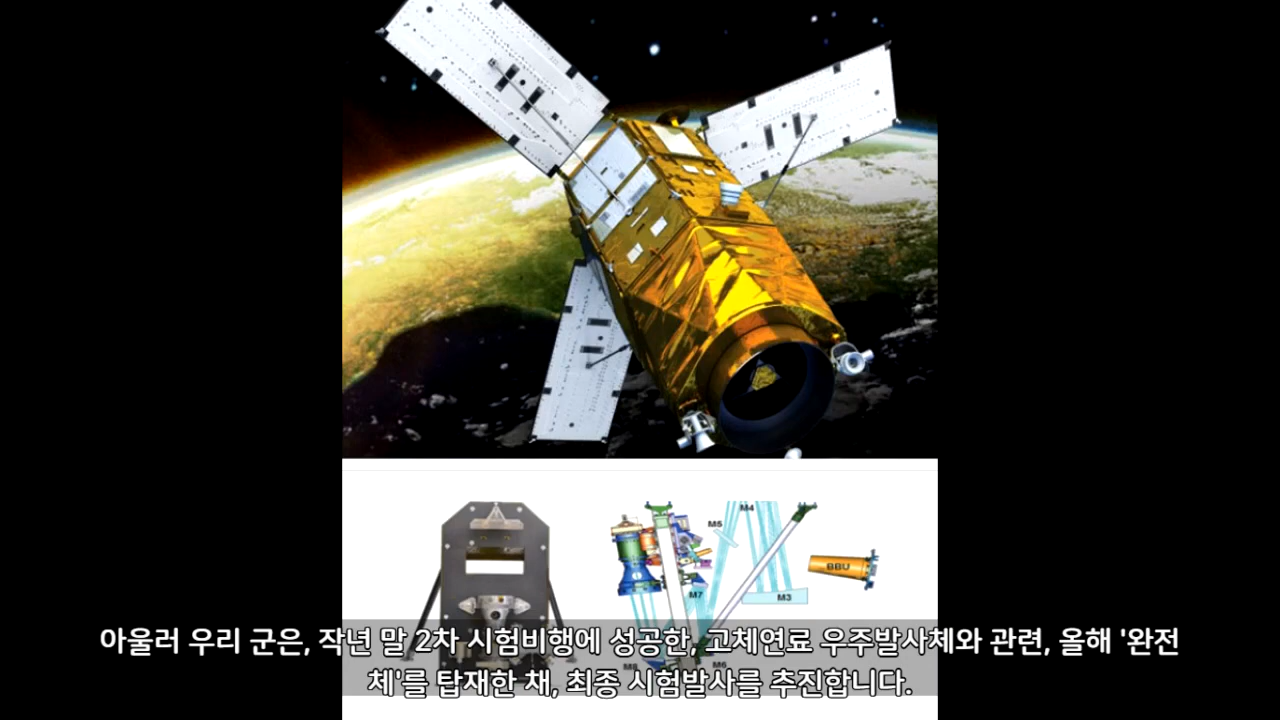 M4
M5
BBU
M7
M3
아울러 우리 군은, 작년 말 2차 시험비행에 성공한, 고체연료 우주발사체와 관련, 올해 '완전
체'를 탑재한 채, 최종 시험발사를 추진합니다.
M8
M6